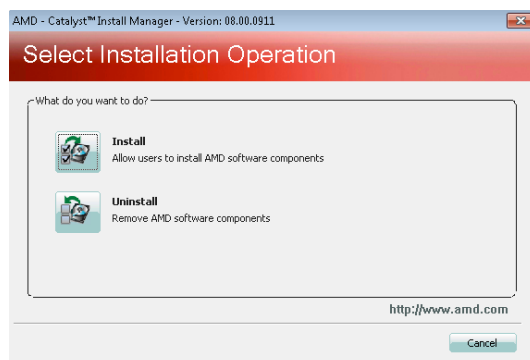 AMD - Catalyst™ Install Manager - Version: 08.00.0911
Select Installation Operation
What do you want to do?
Install
Allow users to install AMD software components
Uninstall
Remove AMD software components
http://www.amd.com
Cancel